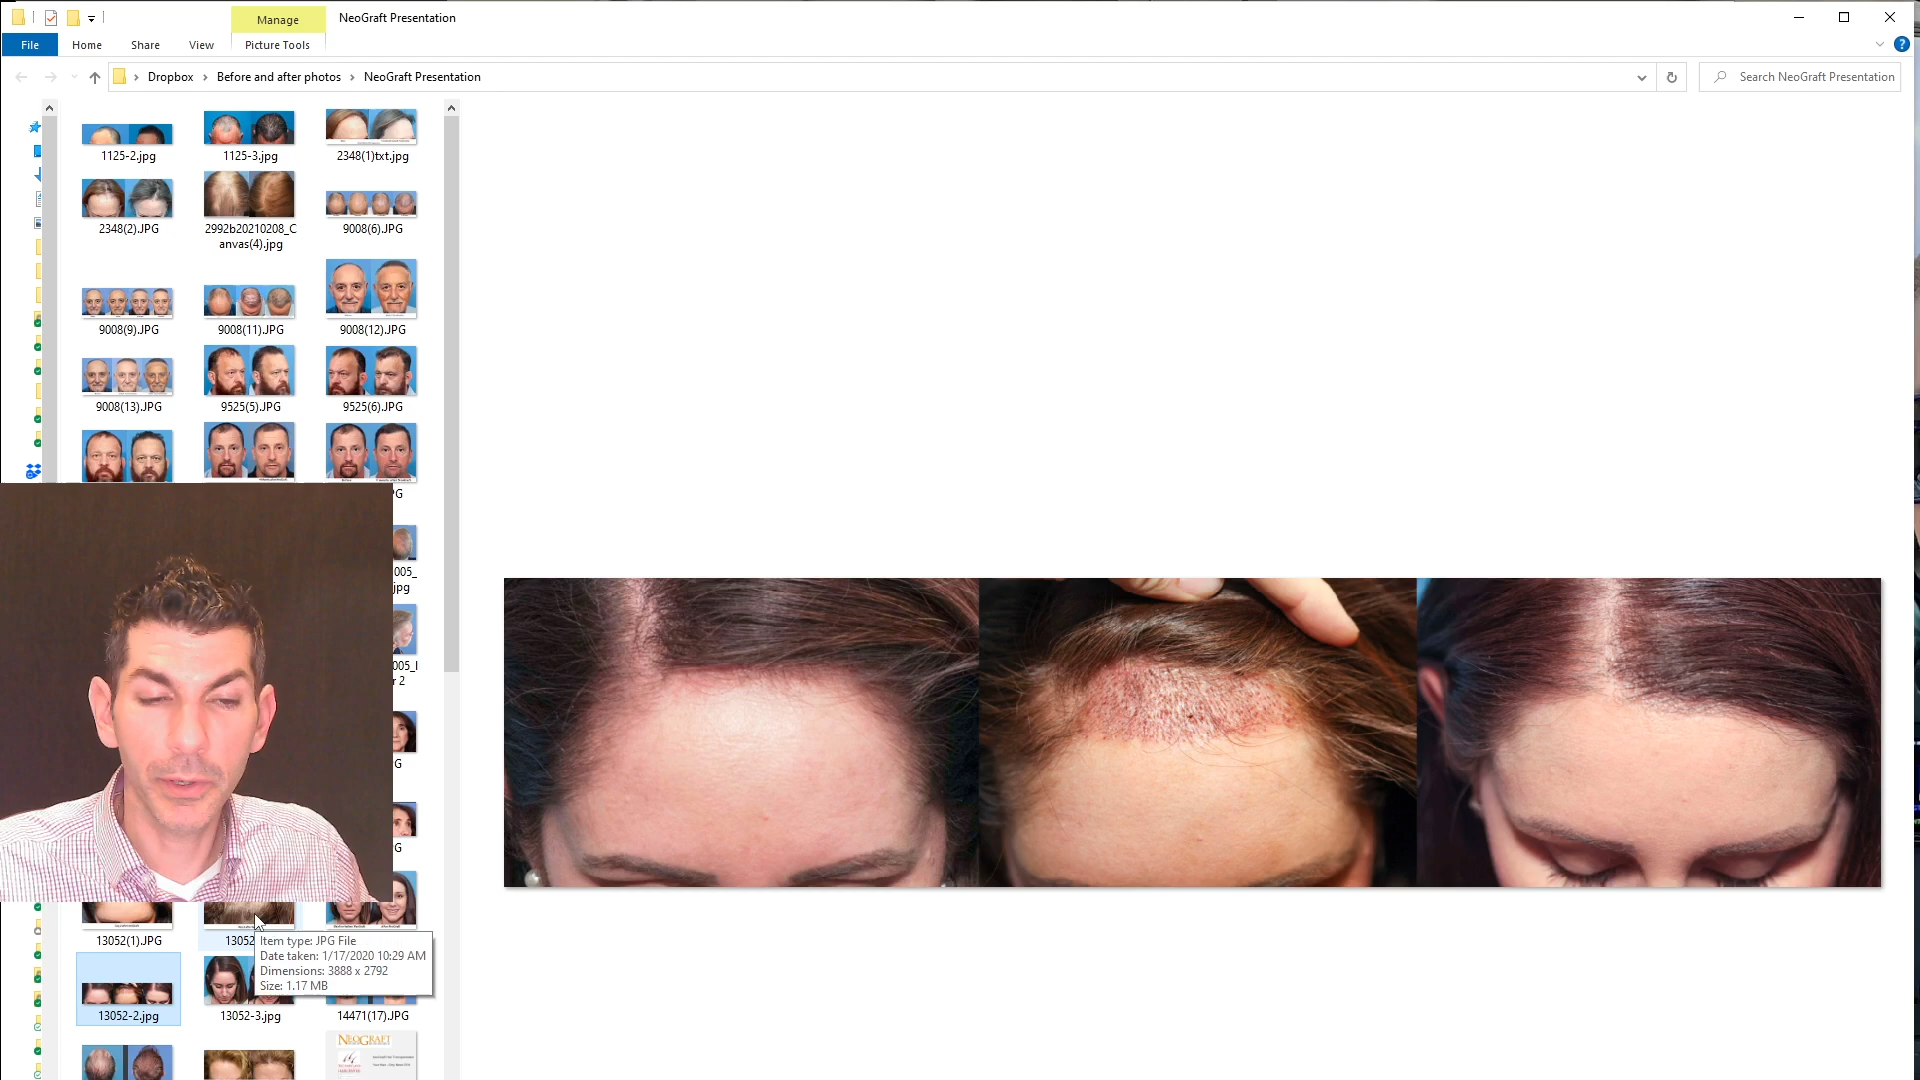 Manage
NeoGraft Presentation
File
Home
Share
View
Picture Tools
Dropbox
Before and after photos
NeoGraft Presentation
Search NeoGraft Presentation
1125-2.jpg
1125-3.jpg
2348(1)txt.jpg
2348(2).JPG
2992b20210208_C
anvas(4).jpg
9008(6).JPG
9008(9).JPG
9008(11).JPG
9008(12).JPG
9008(13).JPG
9525(5).JPG
9525(6).JPG
005_
jpg
005_I
r 2
13052(1).JPG
13052
Item type: JPG File
Date taken: 1/17/2020 10:29 AM
Dimensions: 3888 x 2792
Size: 1.17 MB
13052-2.jpg
13052-3.jpg
14471(17).JPG
NEOGRAFT